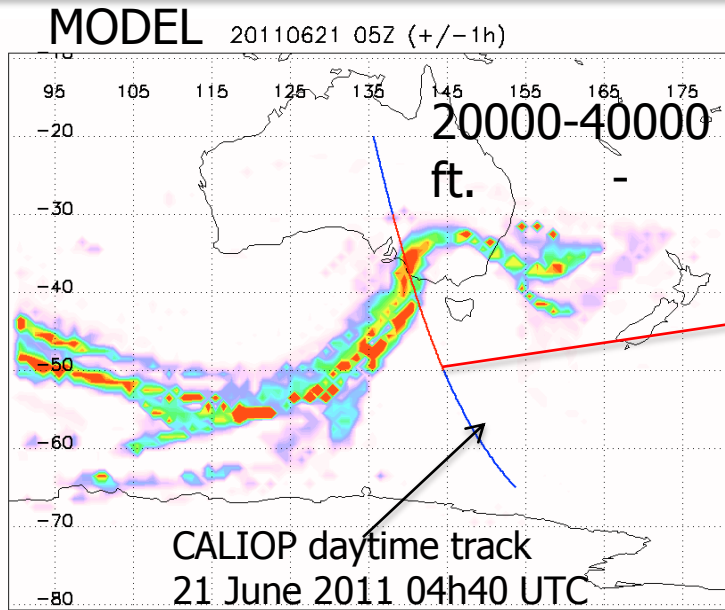 MODEL 20110621 05Z (+/-1h)
95 105 115 125 135 145 155 165 175
-20
20000-40000
ft. -
-30
-40
-50
-60
-70
CALIOP daytime track
21 June 2011 04h40 UTC
-80